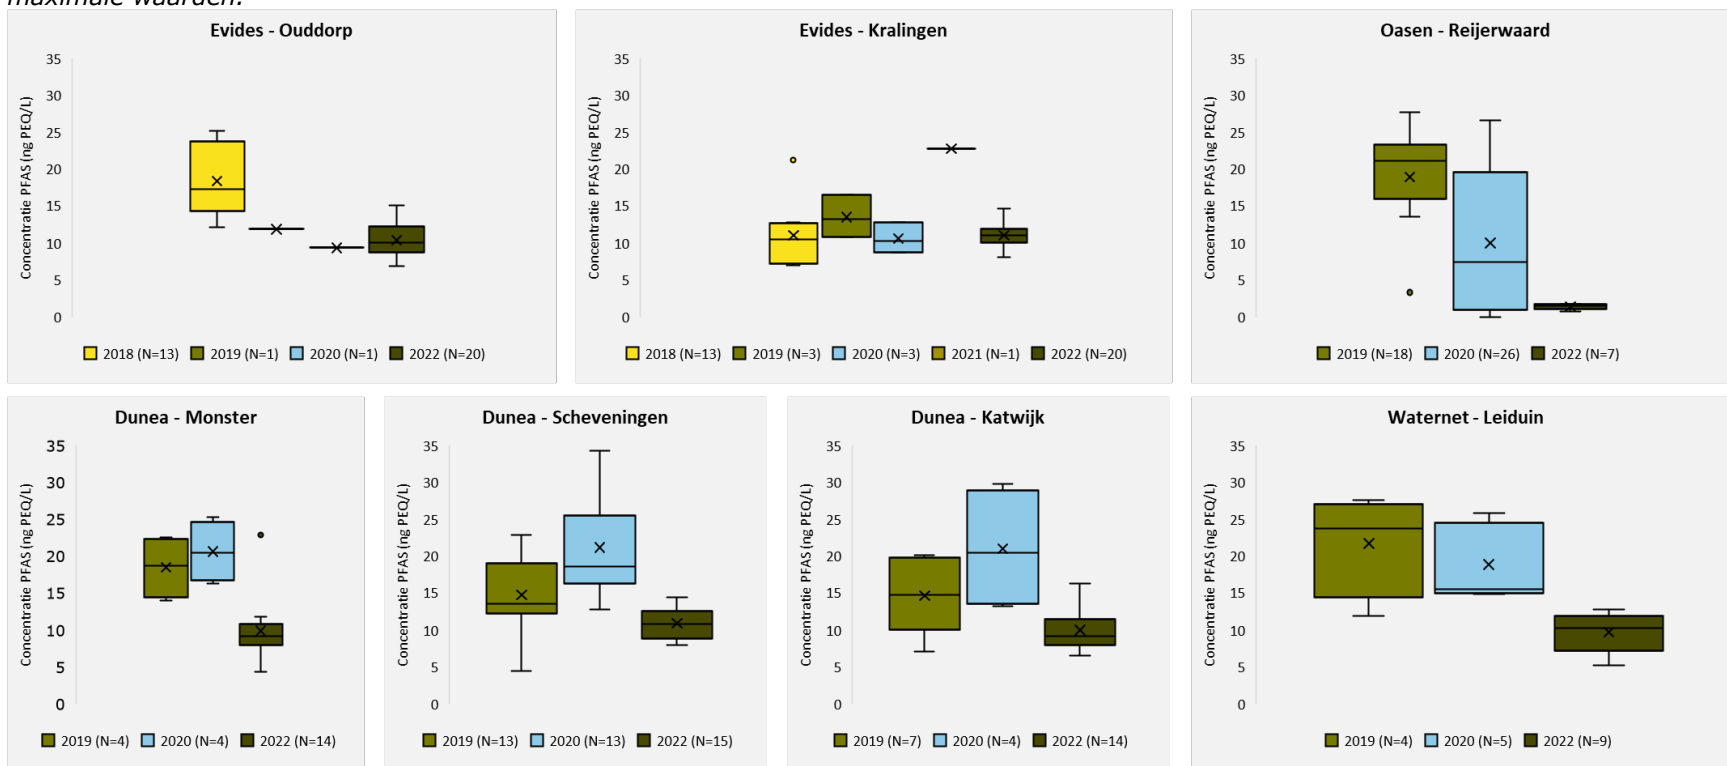 maximale waarden.
Evides - Ouddorp
Concentratie PFAS (ng PEQ/L)
35
30
25
20
15
10
5
0
2018 (N=13) 2019 (N=1) 2020 (N=1) 2022 (N=20)
Evides - Kralingen
Concentratie PFAS (ng PEQ/L)
35
30
25
20
15
10
5
0
2018 (N=13) 2019 (N=3) 2020 (N=3) 2021 (N=1) 2022 (N=20)
Oasen - Reijerwaard
Concentratie PFAS (ng PEQ/L)
35
30
25
20
15
10
5
0
2019 (N=18) 2020 (N=26) 2022 (N=7)
Dunea - Monster
Concentratie PFAS (ng PEQ/L)
35
30
25
20
15
10
5
0
2019 (N=4) 2020 (N=4) 2022 (N=14)
Dunea - Scheveningen
Concentratie PFAS (ng PEQ/L)
35
30
25
20
15
10
5
0
2019 (N=13) 2020 (N=13) 2022 (N=15)
Dunea - Katwijk
Concentratie PFAS (ng PEQ/L)
35
30
25
20
15
10
5
0
2019 (N=7) 2020 (N=4) 2022 (N=14)
Waternet - Leiduin
Concentratie PFAS (ng PEQ/L)
35
30
25
20
15
10
5
0
2019 (N=4) 2020 (N=5) 2022 (N=9)